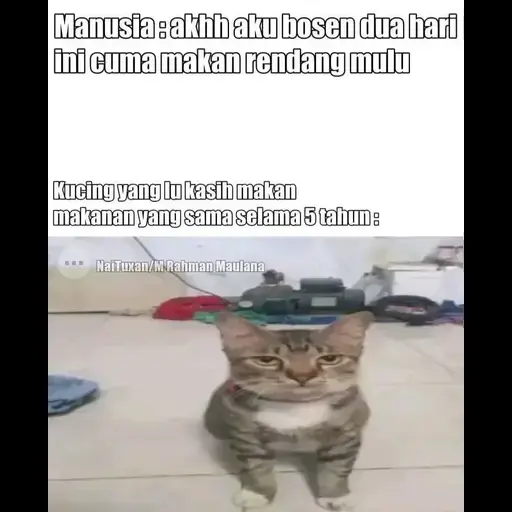 Manusia : akhh aku bosen dua hari
ini cuma makan rendang mulu
Kucing yang lu kasih makan
makanan yang sama selama 5 tahun :
NaiTuxan/M.Rahman Maulana